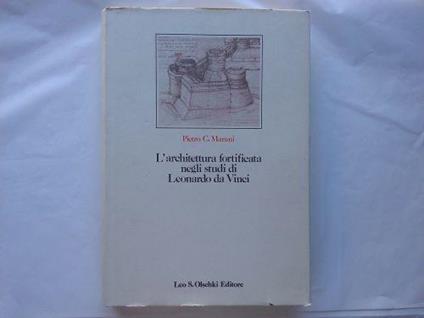 Pietro C. Marani
L'architettura fortificata
negli studi di
Leonardo da Vinci
Leo S. Olschki Editore